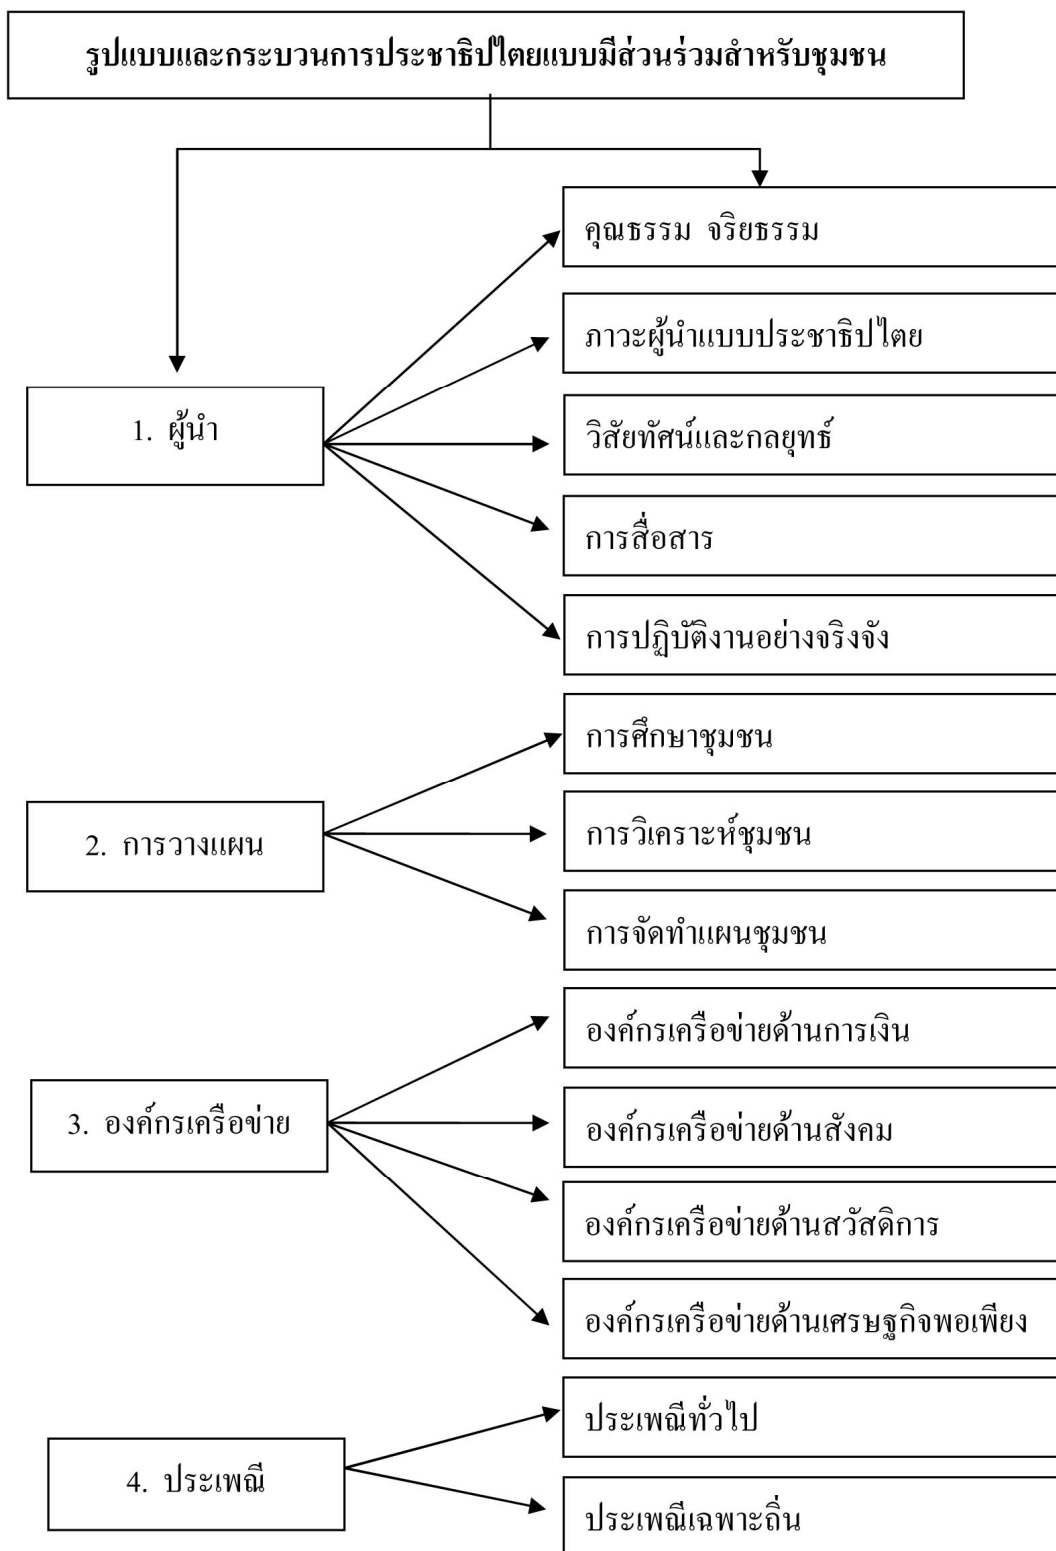 รูปแบบและกระบวนการประชาธิปไตยแบบมีส่วนร่วมสำหรับชุมชน
1. ผู้นำ
คุณธรรม จริยธรรม
ภาวะผู้นำแบบประชาธิปไตย
วิสัยทัศน์และกลยุทธ์
การสื่อสาร
การปฏิบัติงานอย่างจริงจัง
2. การวางแผน
การศึกษาชุมชน
การวิเคราะห์ชุมชน
การจัดทำแผนชุมชน
3. องค์กรเครือข่าย
องค์กรเครือข่ายด้านการเงิน
องค์กรเครือข่ายด้านสังคม
องค์กรเครือข่ายด้านสวัสดิการ
องค์กรเครือข่ายด้านเศรษฐกิจพอเพียง
4. ประเพณี
ประเพณีทั่วไป
ประเพณีเฉพาะถิ่น